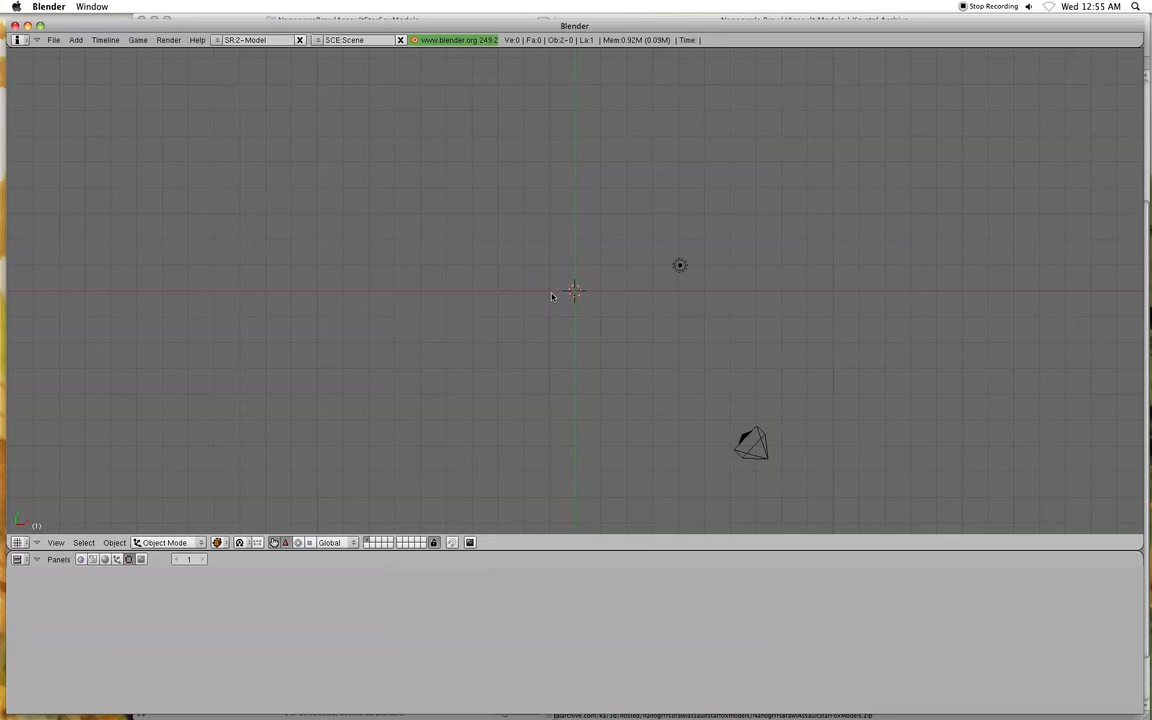 Blender Window Stop Recording Wed 12:55 AM
Blender
File Add Timeline Game Render Help SR:2-Model SCE:Scene www.blender.org 249.2 Ve:0 | Fa:0 | Ob:2-0 | La:1 | Mem:0.92M (0.09M) | Time: |
(1)
View Select Object Object Mode Global
Panels 1